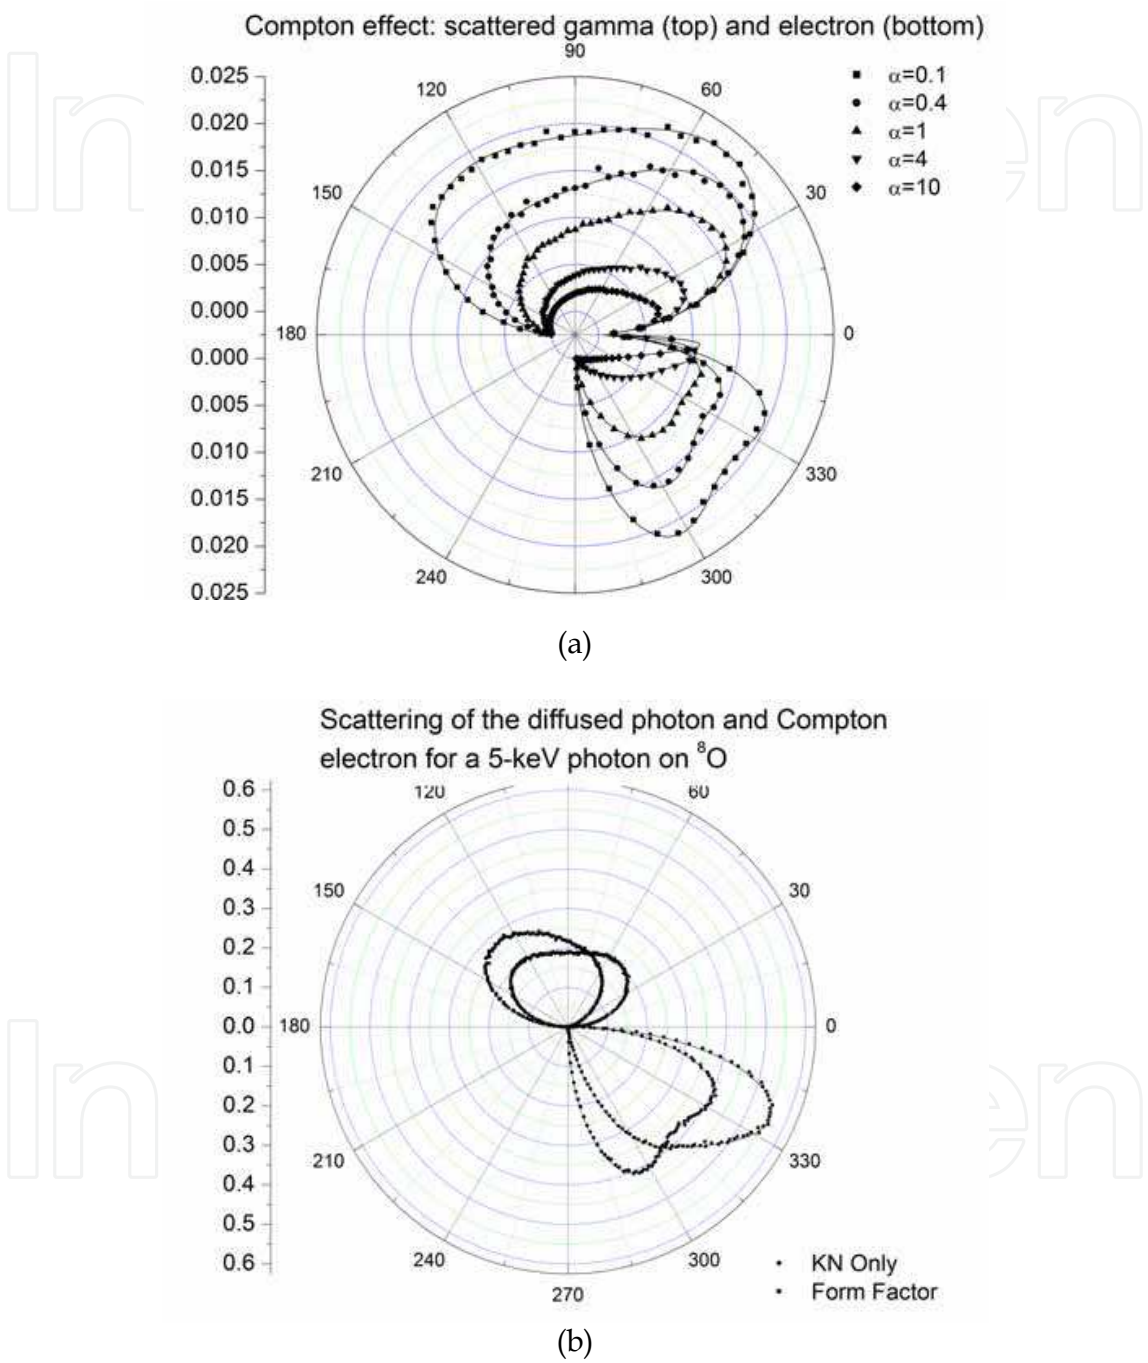 Compton effect: scattered gamma (top) and electron (bottom)
90
0.025
120
60
α=0.1
α=0.4
0.020
α=1
0.015
α=4
150
30
α=10
0.010
0.005
0.000
180
0
0.000
0.005
0.010
210
330
0.015
0.020
240
300
0.025
(a)
Scattering of the diffused photon and Compton
electron for a 5-keV photon on ⁸O
0.6
120
60
0.5
0.4
150
30
0.3
0.2
0.1
0.0
180
0
0.1
0.2
0.3
210
330
0.4
0.5
0.6
240
300
KN Only
270
Form Factor
(b)
In
en
In
en